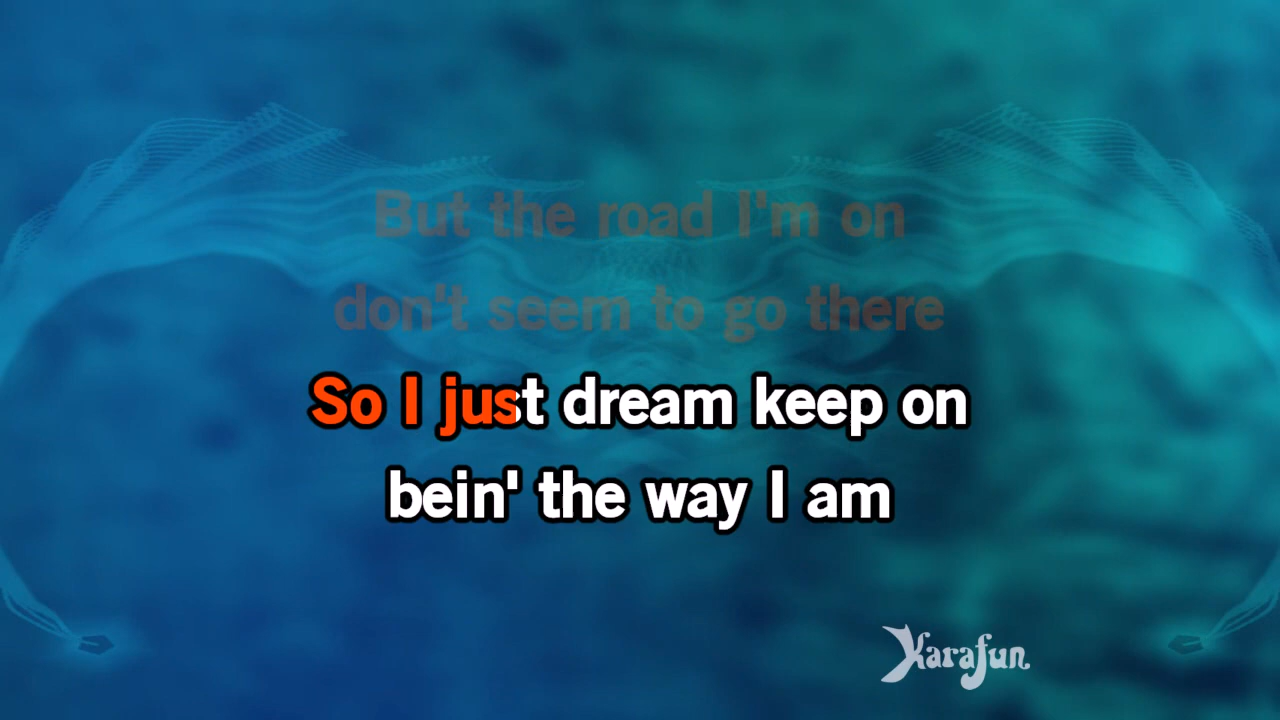 But the road I'm on
don't seem to go there
So I just dream keep on
bein' the way I am
Karafun